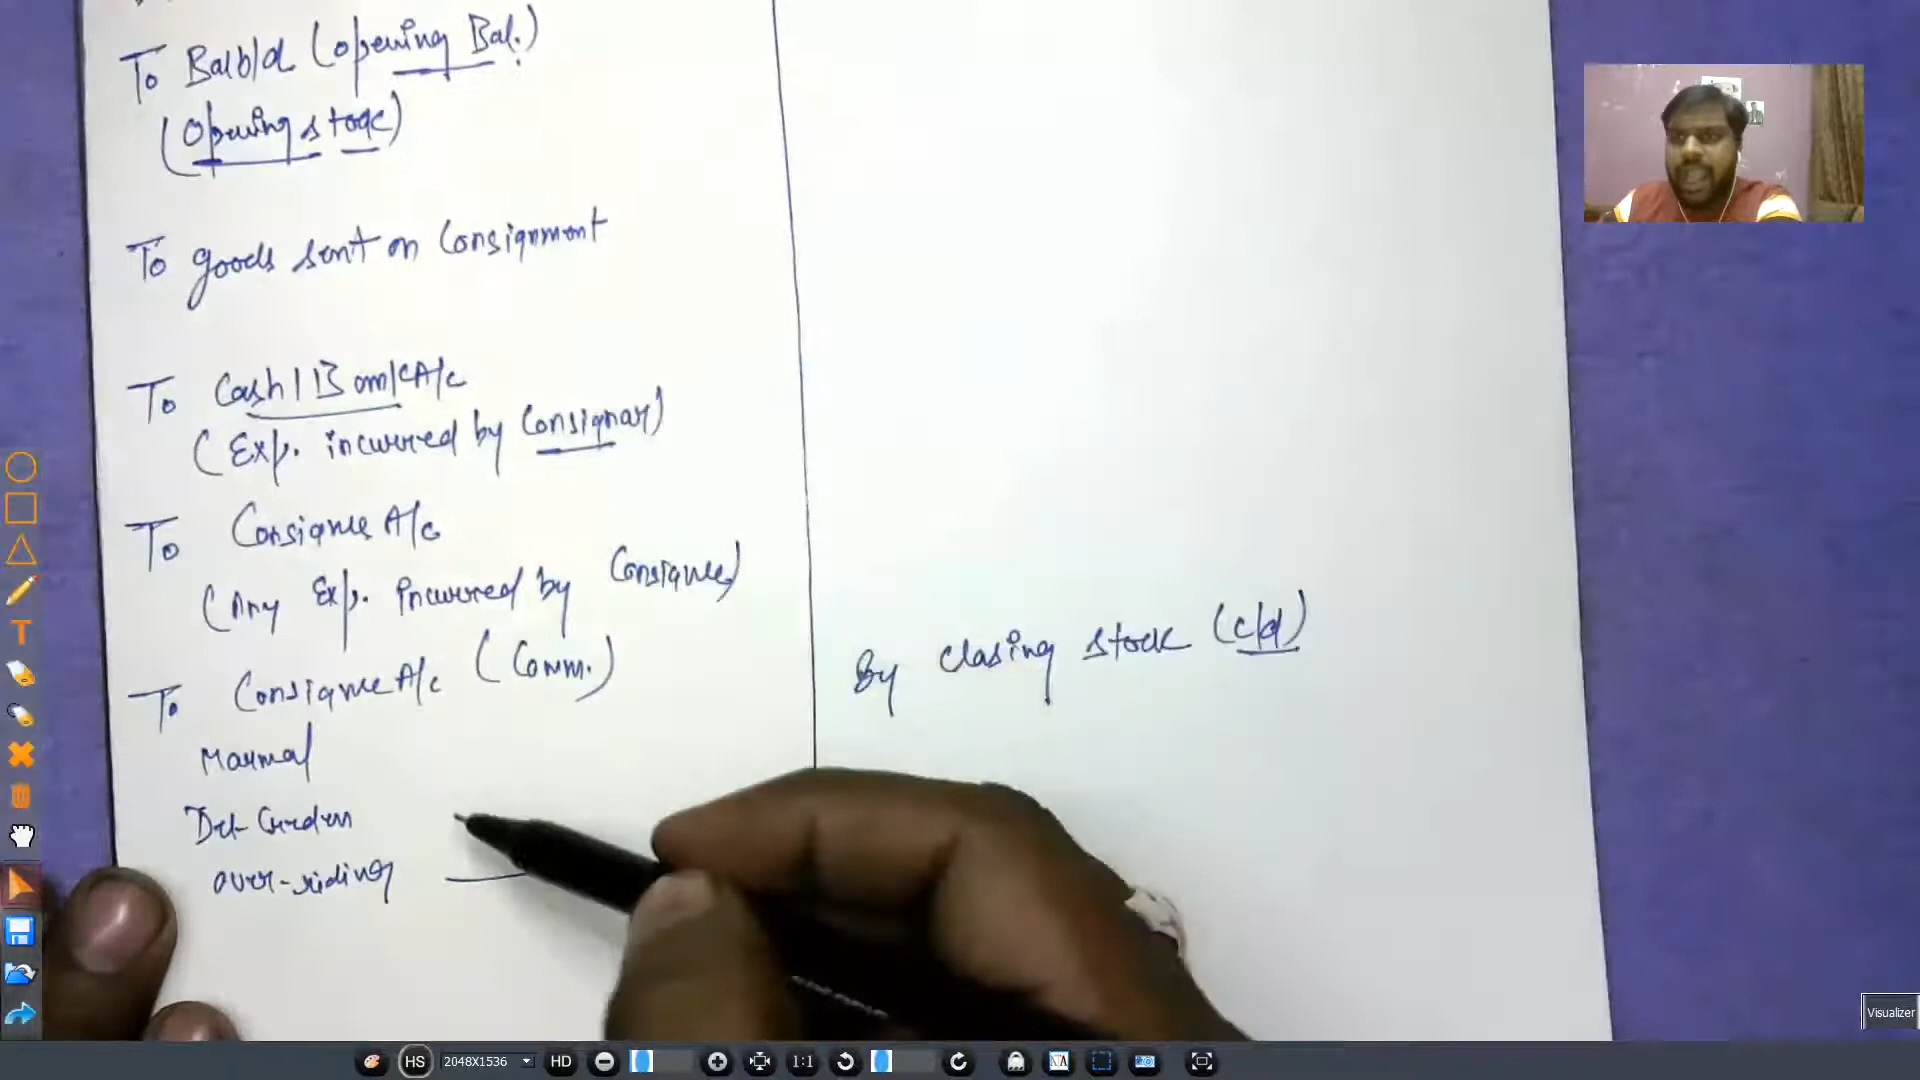 To Balb/d (opening Bal.)
(Opening stock)
To goods sent on Consignment
To Cash/Bank A/c
(Exp. incurred by Consignor)
To Consignee A/c
(Any Exp. incurred by Consignee)
To Consignee A/c (Comm.)
Normal
Del-Creden
over-riding
By Closing stock (c/d)
T
HS
2048X1536
HD
1:1
Visualizer